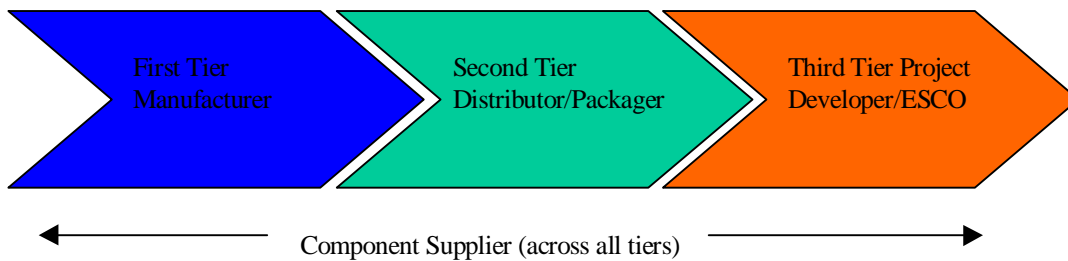 First Tier
Manufacturer
Second Tier
Distributor/Packager
Third Tier Project
Developer/ESCO
Component Supplier (across all tiers)